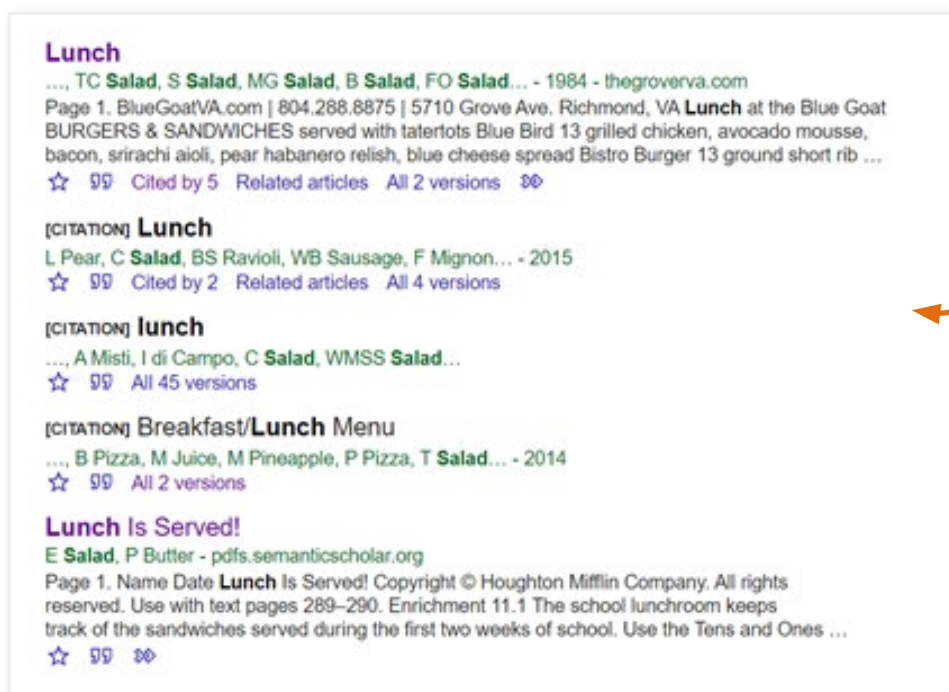 Lunch
..., TC Salad, S Salad, MG Salad, B Salad, FO Salad... - 1984 - thegroverva.com
Page 1. BlueGoatVA.com | 804.288.8875 | 5710 Grove Ave. Richmond, VA Lunch at the Blue Goat
BURGERS & SANDWICHES served with tatertots Blue Bird 13 grilled chicken, avocado mousse,
bacon, srirachi aioli, pear habanero relish, blue cheese spread Bistro Burger 13 ground short rib ...
Cited by 5 Related articles All 2 versions
[CITATION] Lunch
L Pear, C Salad, BS Ravioli, WB Sausage, F Mignon... - 2015
Cited by 2 Related articles All 4 versions
[CITATION] lunch
..., A Misti, I di Campo, C Salad, WMSS Salad...
All 45 versions
[CITATION] Breakfast/Lunch Menu
..., B Pizza, M Juice, M Pineapple, P Pizza, T Salad... - 2014
All 2 versions
Lunch Is Served!
E Salad, P Butter - pdfs.semanticscholar.org
Page 1. Name Date Lunch Is Served! Copyright © Houghton Mifflin Company. All rights
reserved. Use with text pages 289–290. Enrichment 11.1 The school lunchroom keeps
track of the sandwiches served during the first two weeks of school. Use the Tens and Ones ...